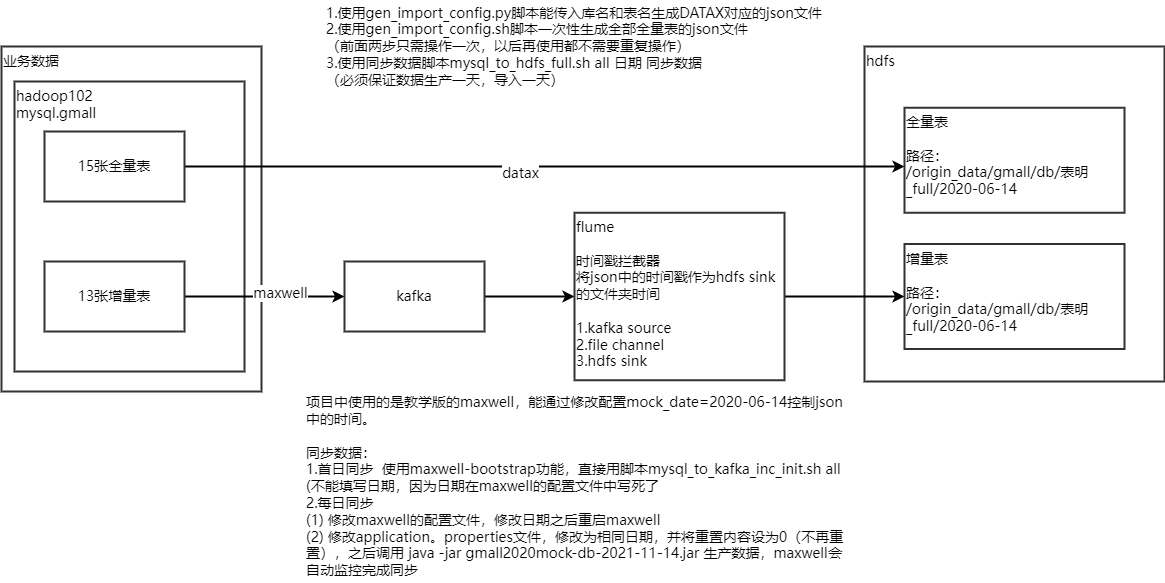 1.使用gen_import_config.py脚本能传入库名和表名生成DATAX对应的json文件
2.使用gen_import_config.sh脚本一次性生成全部全量表的json文件
（前面两步只需操作一次，以后再使用都不需要重复操作）
3.使用同步数据脚本mysql_to_hdfs_full.sh all 日期 同步数据
（必须保证数据生产一天，导入一天）
业务数据
hadoop102
mysql.gmall
15张全量表
datax
hdfs
全量表
路径：
/origin_data/gmall/db/表明
_full/2020-06-14
13张增量表
maxwell
kafka
flume
时间戳拦截器
将json中的时间戳作为hdfs sink
的文件夹时间
1.kafka source
2.file channel
3.hdfs sink
增量表
路径：
/origin_data/gmall/db/表明
_full/2020-06-14
项目中使用的是教学版的maxwell，能通过修改配置mock_date=2020-06-14控制json
中的时间。
同步数据：
1.首日同步  使用maxwell-bootstrap功能，直接用脚本mysql_to_kafka_inc_init.sh all
(不能填写日期，因为日期在maxwell的配置文件中写死了
2.每日同步
(1) 修改maxwell的配置文件，修改日期之后重启maxwell
(2) 修改application。properties文件，修改为相同日期，并将重置内容设为0（不再重
置），之后调用 java -jar gmall2020mock-db-2021-11-14.jar 生产数据，maxwell会
自动监控完成同步